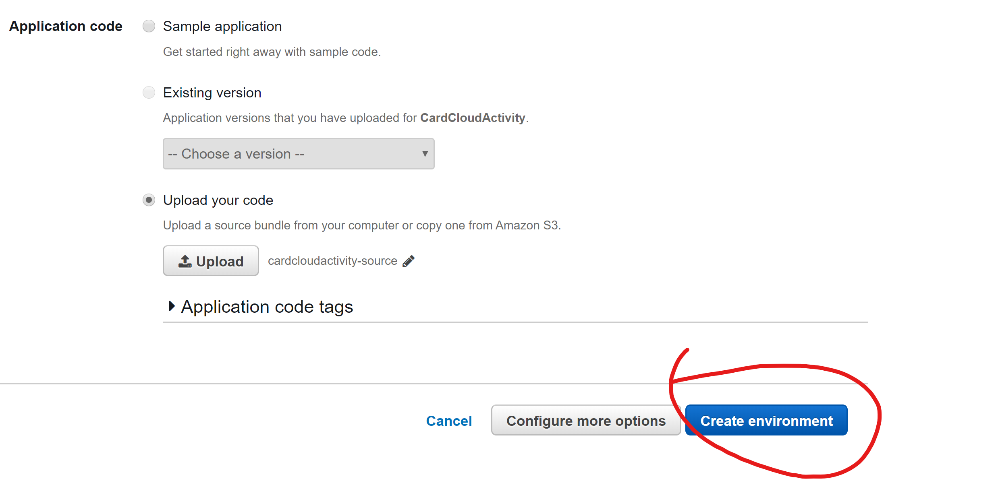 Application code
Sample application
Get started right away with sample code.
Existing version
Application versions that you have uploaded for CardCloudActivity.
-- Choose a version --
Upload your code
Upload a source bundle from your computer or copy one from Amazon S3.
Upload cardcloudactivity-source
Application code tags
Cancel Configure more options Create environment